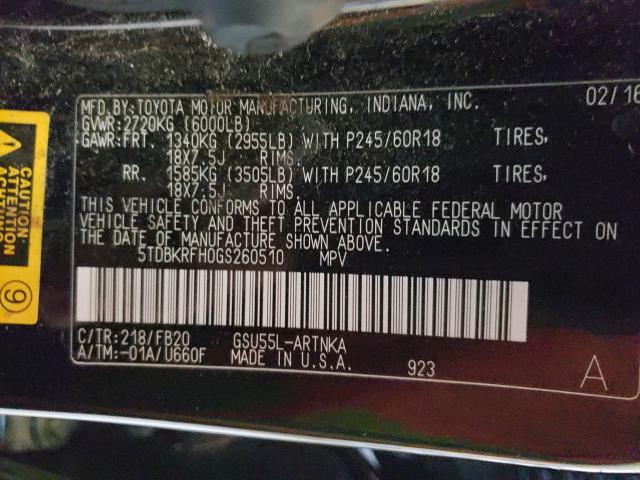 MFD. BY: TOYOTA MOTOR MANUFACTURING, INDIANA, INC. 02/16
GVWR: 2720KG (6000LB)
GAWR: FRT. 1340KG (2955LB) WITH P245/60R18 TIRES,
18X7.5J RIMS
RR. 1585KG (3505LB) WITH P245/60R18 TIRES,
18X7.5J RIMS
THIS VEHICLE CONFORMS TO ALL APPLICABLE FEDERAL MOTOR
VEHICLE SAFETY AND THEFT PREVENTION STANDARDS IN EFFECT ON
THE DATE OF MANUFACTURE SHOWN ABOVE.
5TDBKRFH0GS260510 MPV
C/TR: 218/FB20 GSU55L-ARTNKA
A/TM: -01A/U660F MADE IN U.S.A. 923
A
CAUTION
ATTENTION
ACHTUNG
9